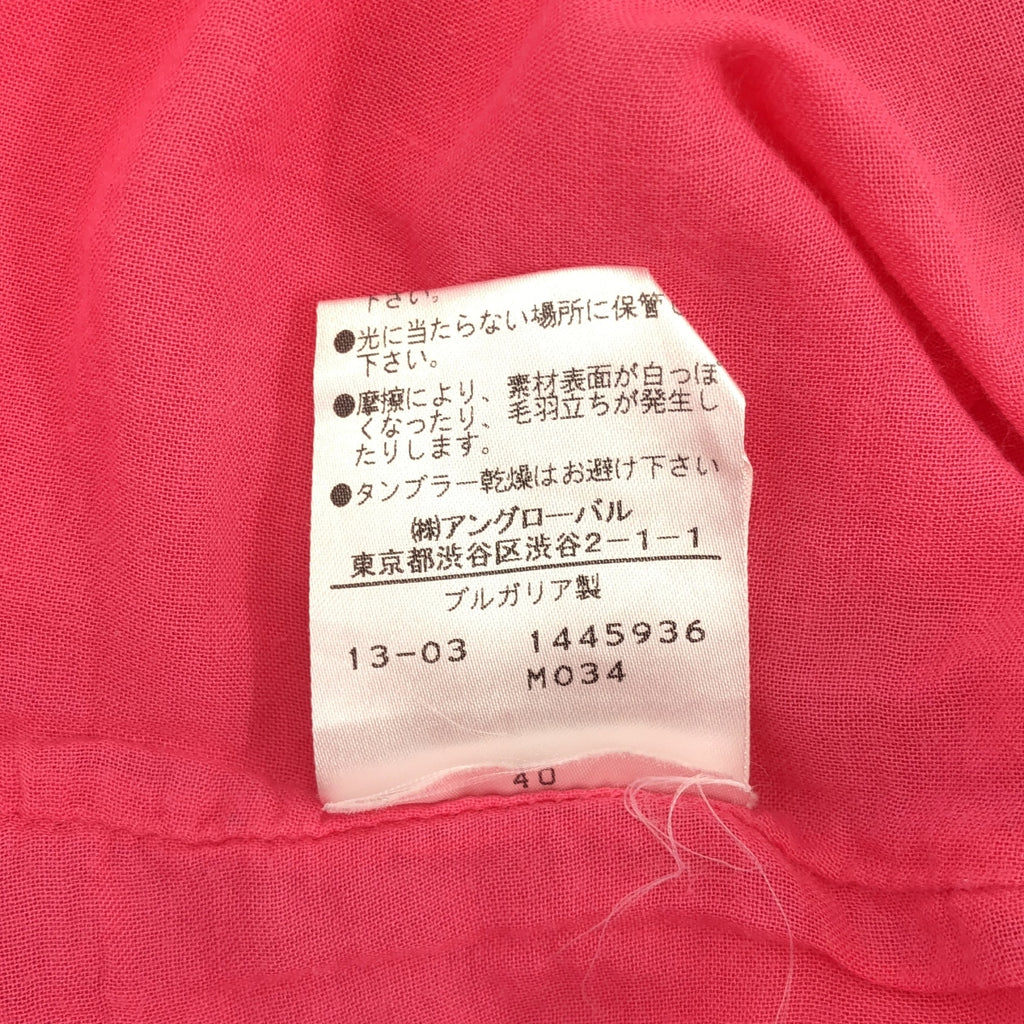 下さい。
●光に当たらない場所に保管し
下さい。
●摩擦により、素材表面が白っぽ
くなったり、毛羽立ちが発生し
たりします。
●タンブラー乾燥はお避け下さい
㈱アングローバル
東京都渋谷区渋谷2-1-1
ブルガリア製
13-03 1445936
M034
40